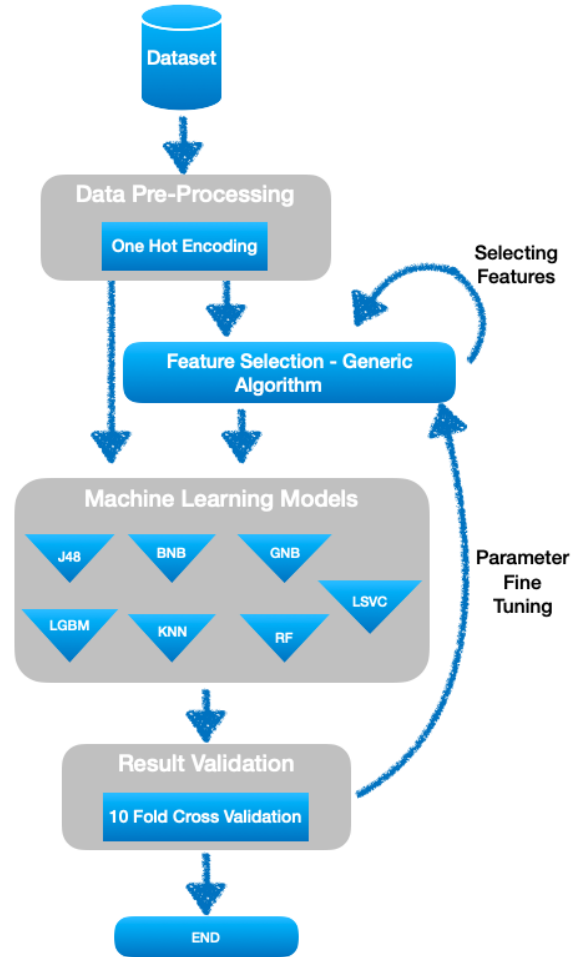 Dataset
Data Pre-Processing
One Hot Encoding
Selecting
Features
Feature Selection - Generic
Algorithm
Machine Learning Models
J48
BNB
GNB
LSVC
LGBM
KNN
RF
Parameter
Fine
Tuning
Result Validation
10 Fold Cross Validation
END